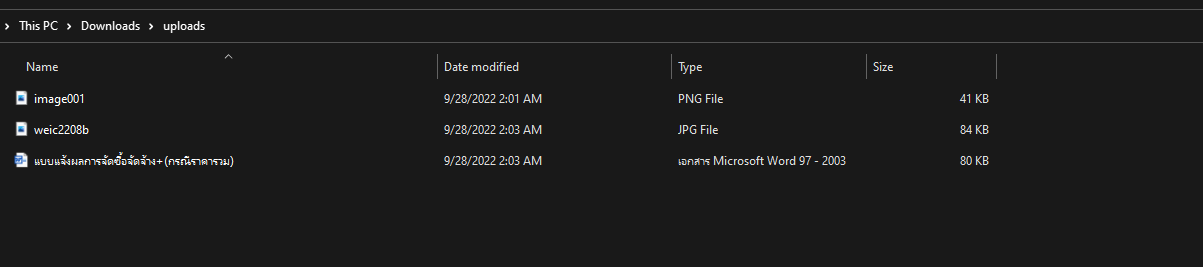 This PC > Downloads > uploads
Name Date modified Type Size
image001 9/28/2022 2:01 AM PNG File 41 KB
weic2208b 9/28/2022 2:03 AM JPG File 84 KB
แบบแจ้งผลการจัดซื้อจัดจ้าง+(กรณีราคารวม) 9/28/2022 2:03 AM เอกสาร Microsoft Word 97 - 2003 80 KB